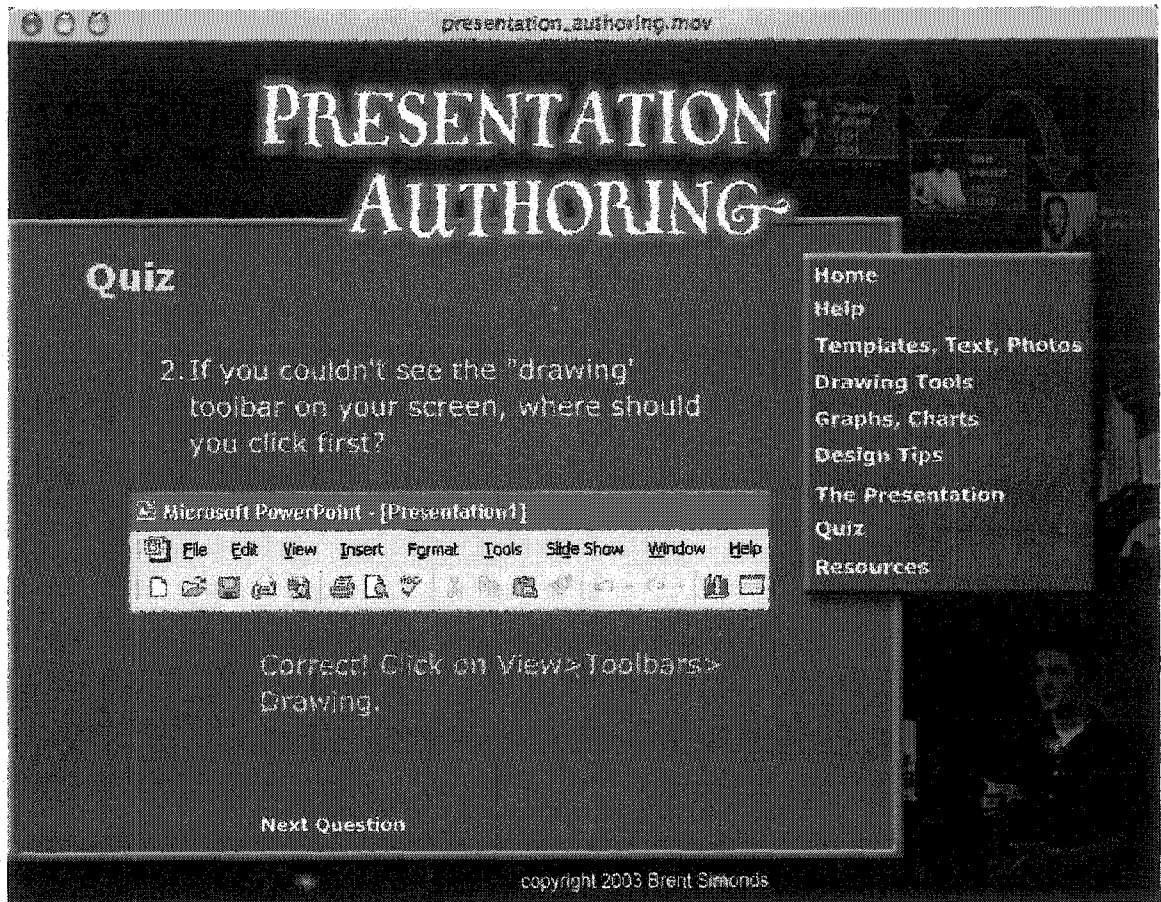 presentation_authoring.mov
PRESENTATION
AUTHORING
Quiz
2. If you couldn't see the "drawing'
toolbar on your screen, where should
you click first?
Microsoft PowerPoint - [Presentation1]
File Edit View Insert Format Tools Slide Show Window Help
Correct! Click on View>Toolbars>
Drawing.
Next Question
Home
Help
Templates, Text, Photos
Drawing Tools
Graphs, Charts
Design Tips
The Presentation
Quiz
Resources
copyright 2003 Brent Simonds